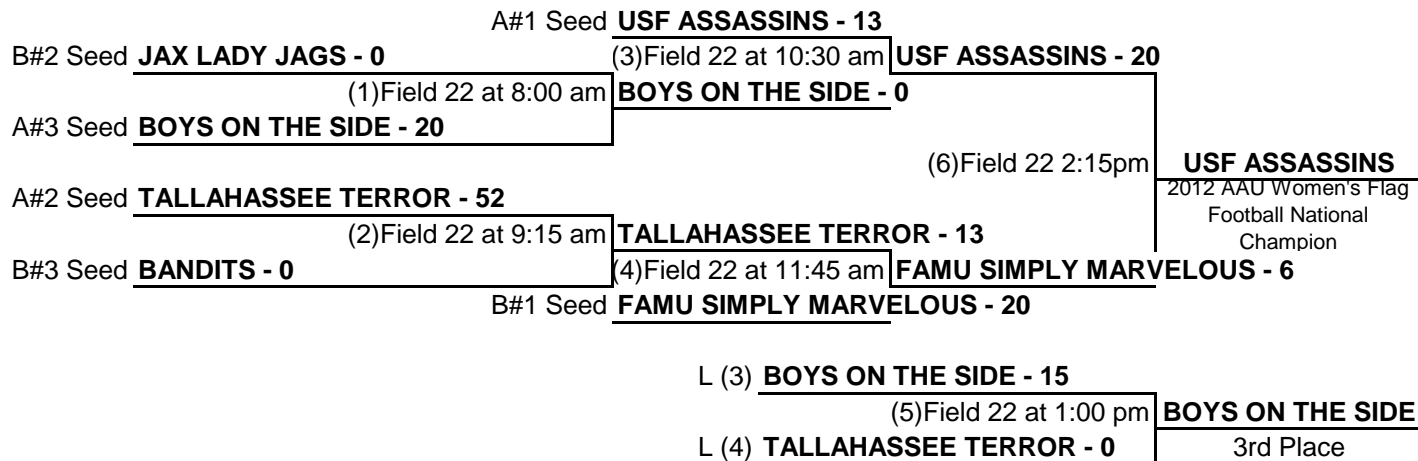 A#1 Seed USF ASSASSINS - 13
B#2 Seed JAX LADY JAGS - 0 (3)Field 22 at 10:30 am USF ASSASSINS - 20
(1)Field 22 at 8:00 am BOYS ON THE SIDE - 0
A#3 Seed BOYS ON THE SIDE - 20
(6)Field 22 2:15pm USF ASSASSINS
2012 AAU Women's Flag
Football National
Champion
A#2 Seed TALLAHASSEE TERROR - 52
(2)Field 22 at 9:15 am TALLAHASSEE TERROR - 13
B#3 Seed BANDITS - 0 (4)Field 22 at 11:45 am FAMU SIMPLY MARVELOUS - 6
B#1 Seed FAMU SIMPLY MARVELOUS - 20
L (3) BOYS ON THE SIDE - 15
(5)Field 22 at 1:00 pm BOYS ON THE SIDE
L (4) TALLAHASSEE TERROR - 0 3rd Place